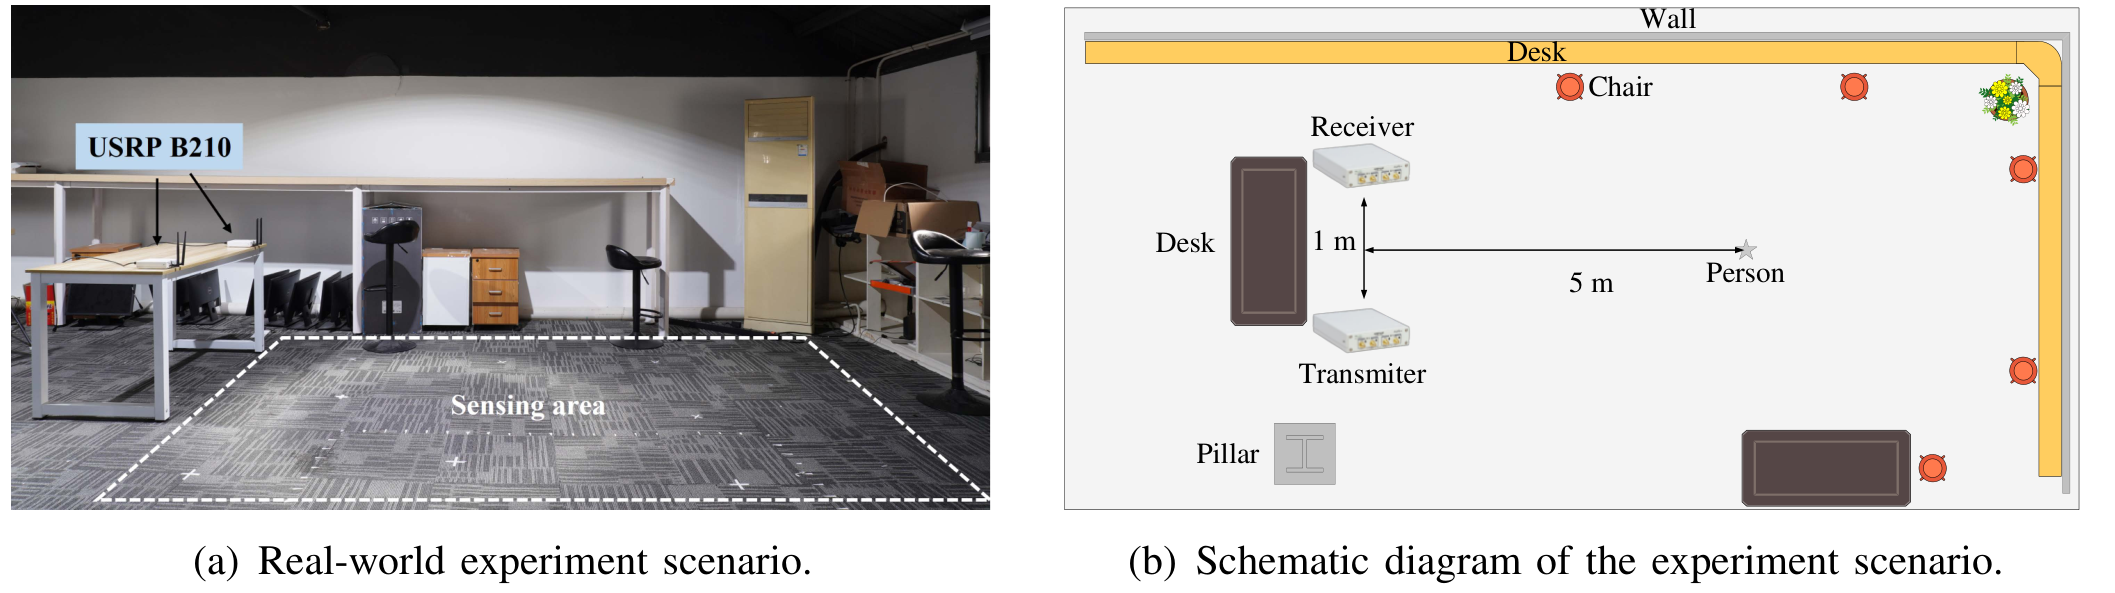 USRP B210
Sensing area
(a) Real-world experiment scenario.
Wall
Desk
Chair
Receiver
Desk
1 m
5 m
Person
Transmiter
Pillar
(b) Schematic diagram of the experiment scenario.